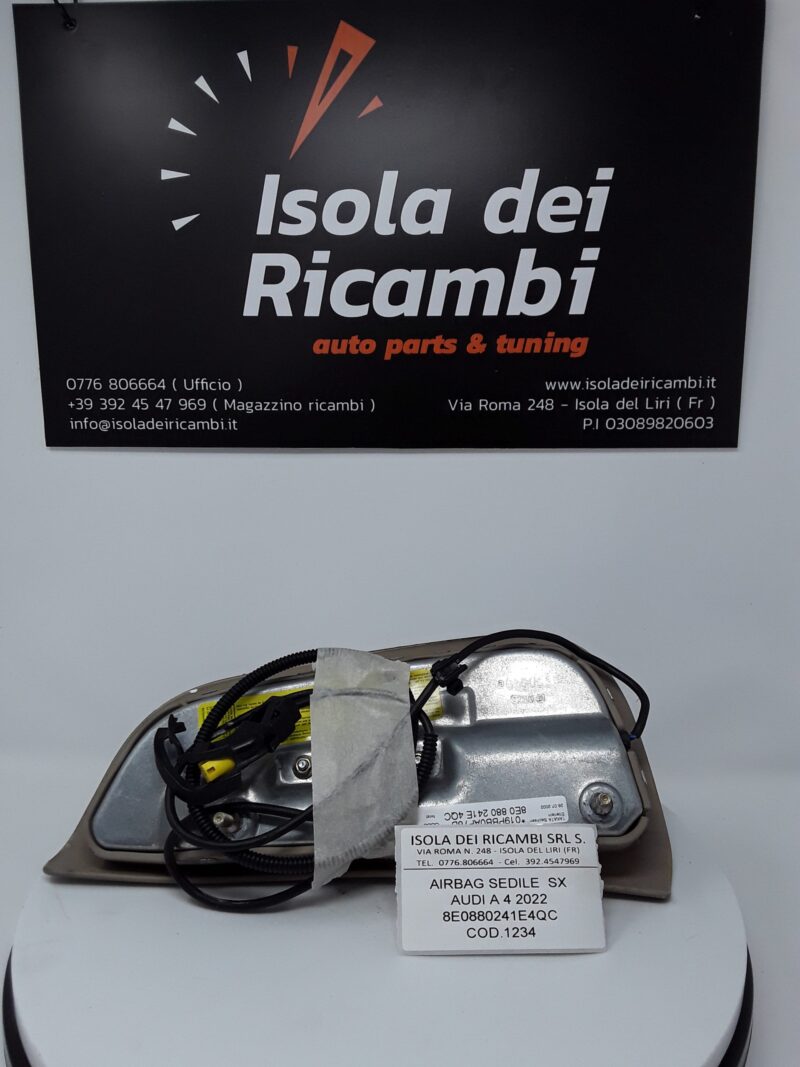 Isola dei
Ricambi
auto parts & tuning
0776 806664 ( Ufficio )
+39 392 45 47 969 ( Magazzino ricambi )
info@isoladeiricambi.it
www.isoladeiricambi.it
Via Roma 248 - Isola del Liri ( Fr )
P.I 03089820603
8E0 880 241E 4QC
ISOLA DEI RICAMBI SRL S.
VIA ROMA N. 248 - ISOLA DEL LIRI (FR)
TEL. 0776.806664 - Cel. 392.4547969
AIRBAG SEDILE SX
AUDI A 4 2022
8E0880241E4QC
COD.1234